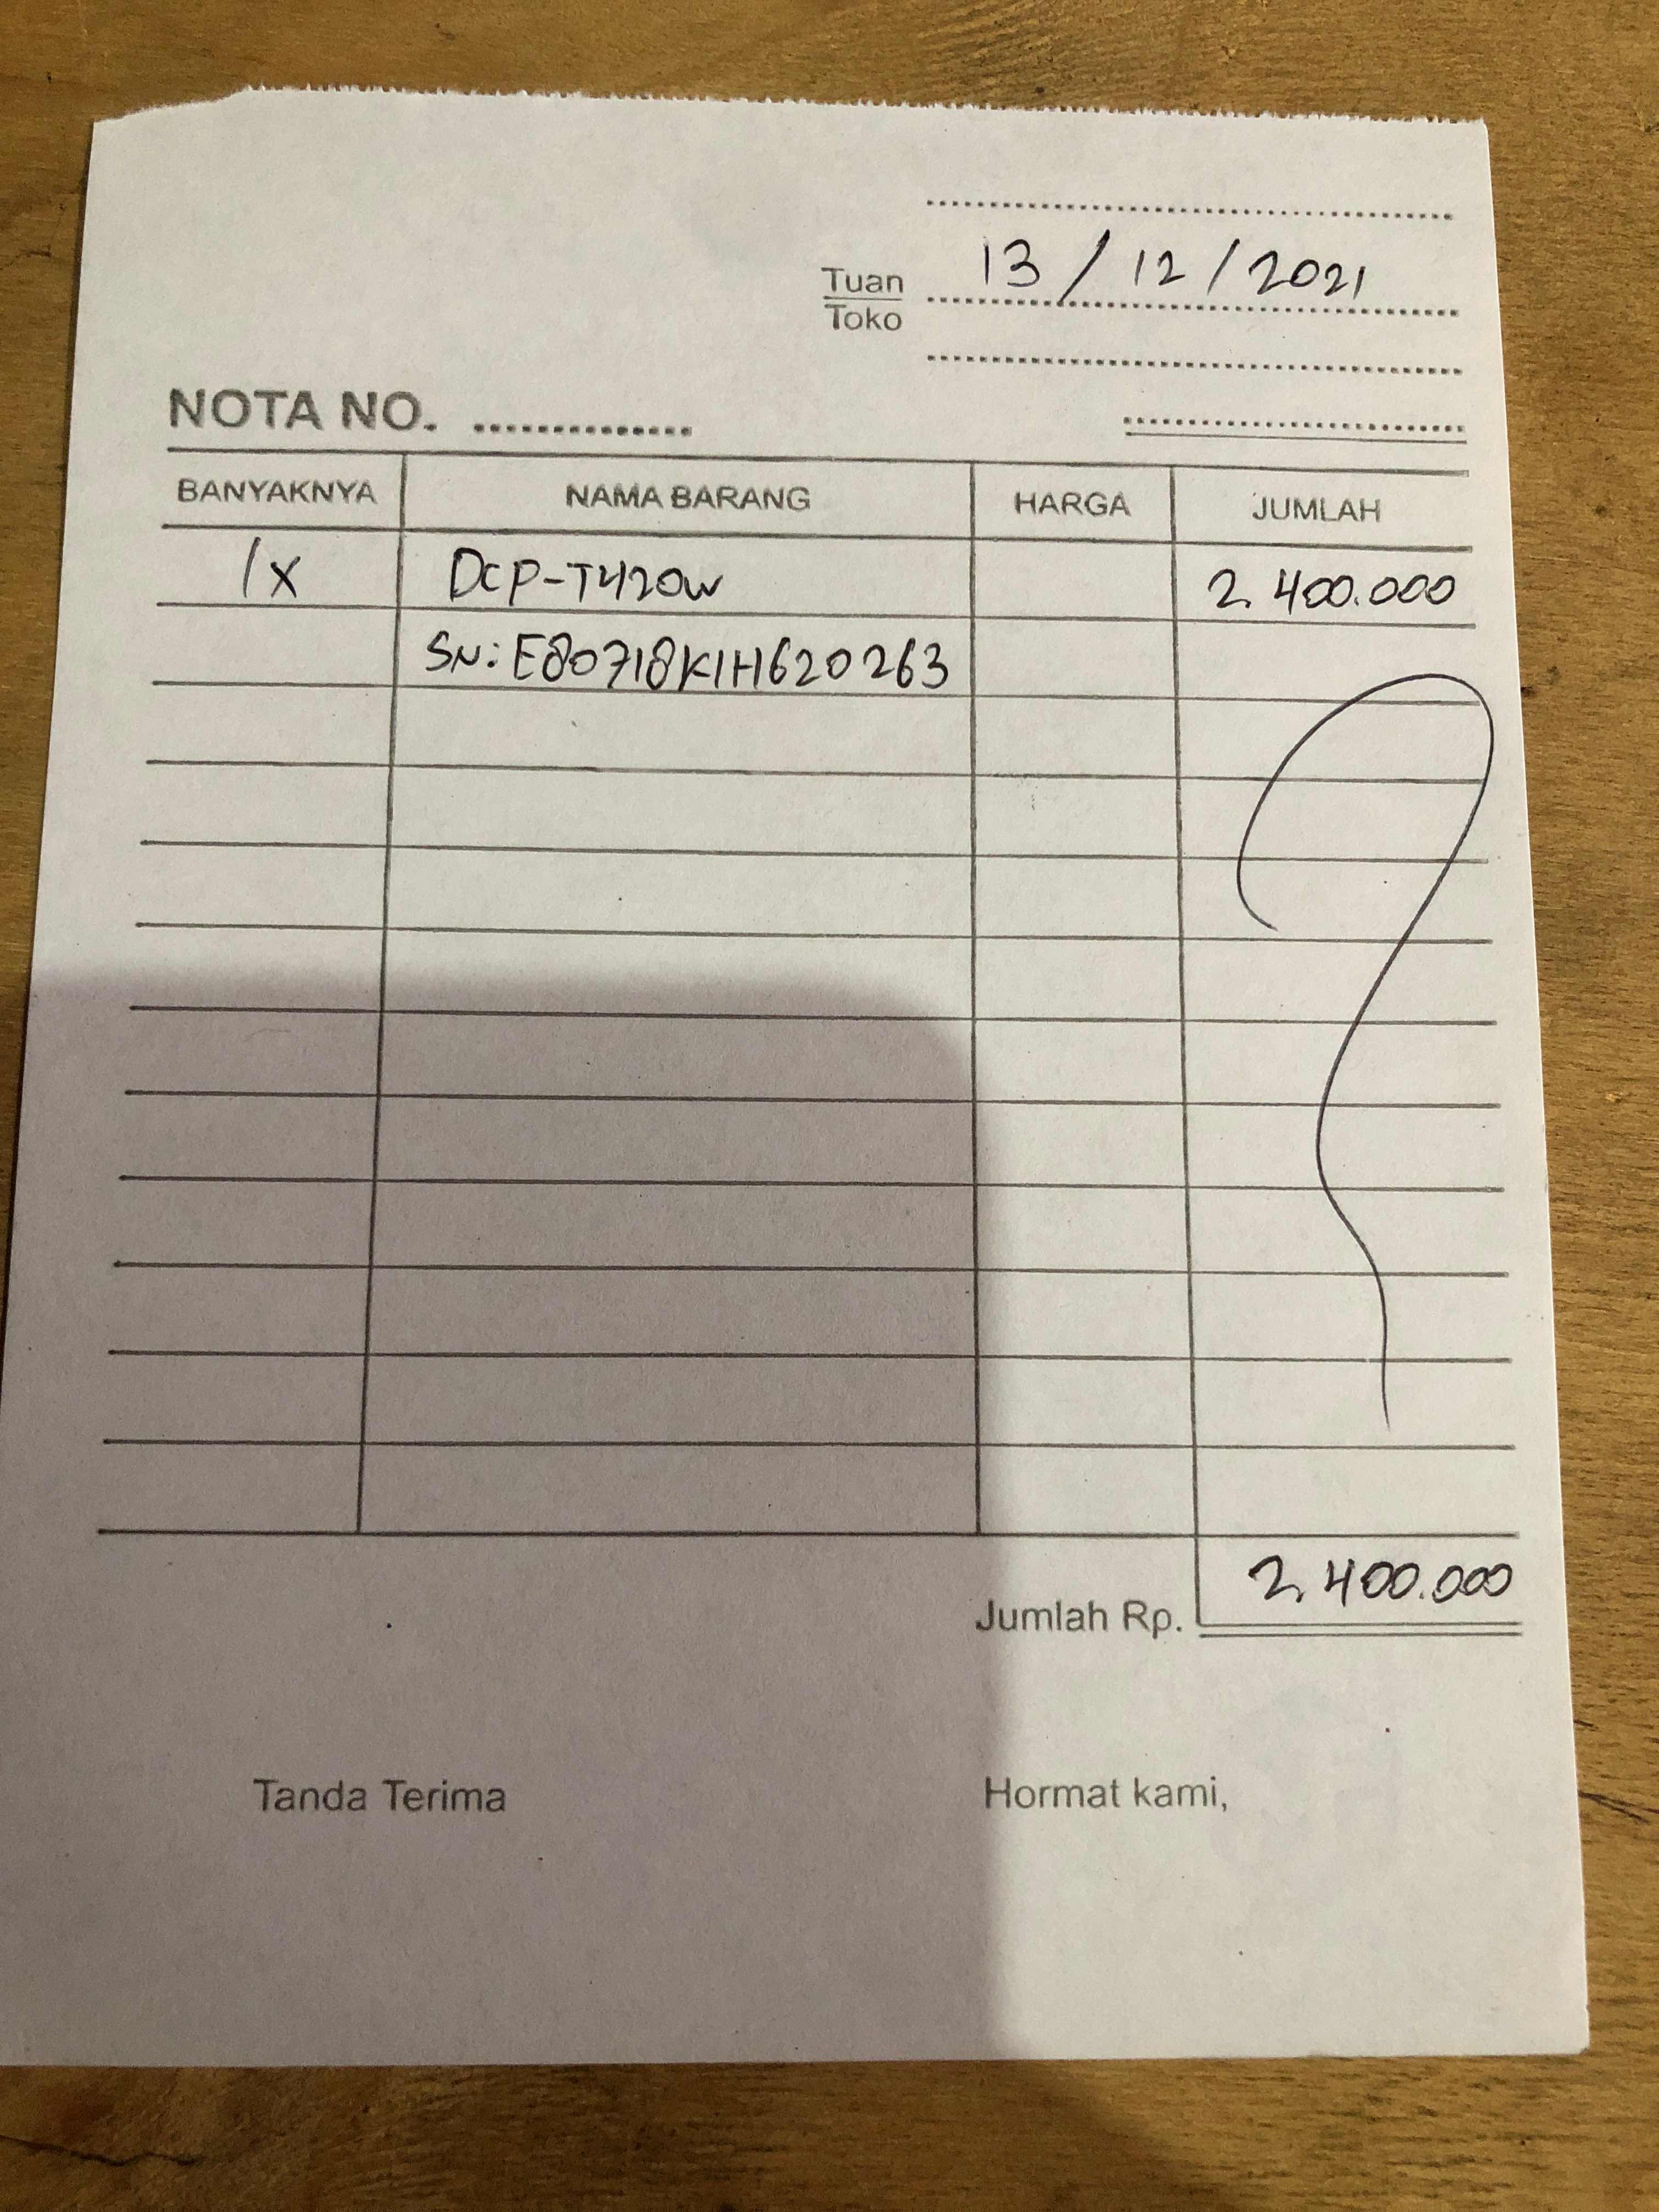 13 / 12 / 2021
Tuan
Toko
NOTA NO. ..............
BANYAKNYA NAMA BARANG HARGA JUMLAH
1x DCP-T420W 2.400.000
SN: E80718K1H620263
Jumlah Rp. 2.400.000
Tanda Terima Hormat kami,